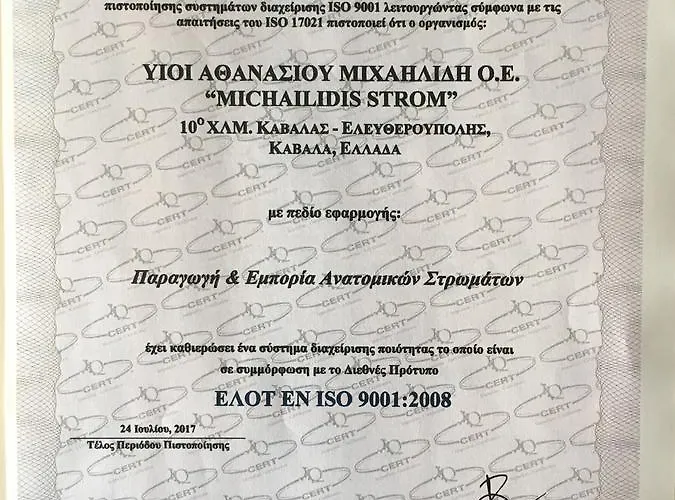 πιστοποίησης συστημάτων διαχείρισης ISO 9001 λειτουργώντας σύμφωνα με τις
απαιτήσεις του ISO 17021 πιστοποιεί ότι ο οργανισμός:
ΥΙΟΙ ΑΘΑΝΑΣΙΟΥ ΜΙΧΑΗΛΙΔΗ Ο.Ε.
“MICHAILIDIS STROM”
10Ο ΧΛΜ. ΚΑΒΑΛΑΣ - ΕΛΕΥΘΕΡΟΥΠΟΛΗΣ,
ΚΑΒΑΛΑ, ΕΛΛΑΔΑ
με πεδίο εφαρμογής:
Παραγωγή & Εμπορία Ανατομικών Στρωμάτων
έχει καθιερώσει ένα σύστημα διαχείρισης ποιότητας το οποίο είναι
σε συμμόρφωση με το Διεθνές Πρότυπο
ΕΛΟΤ EN ISO 9001:2008
24 Ιουλίου, 2017
Τέλος Περιόδου Πιστοποίησης